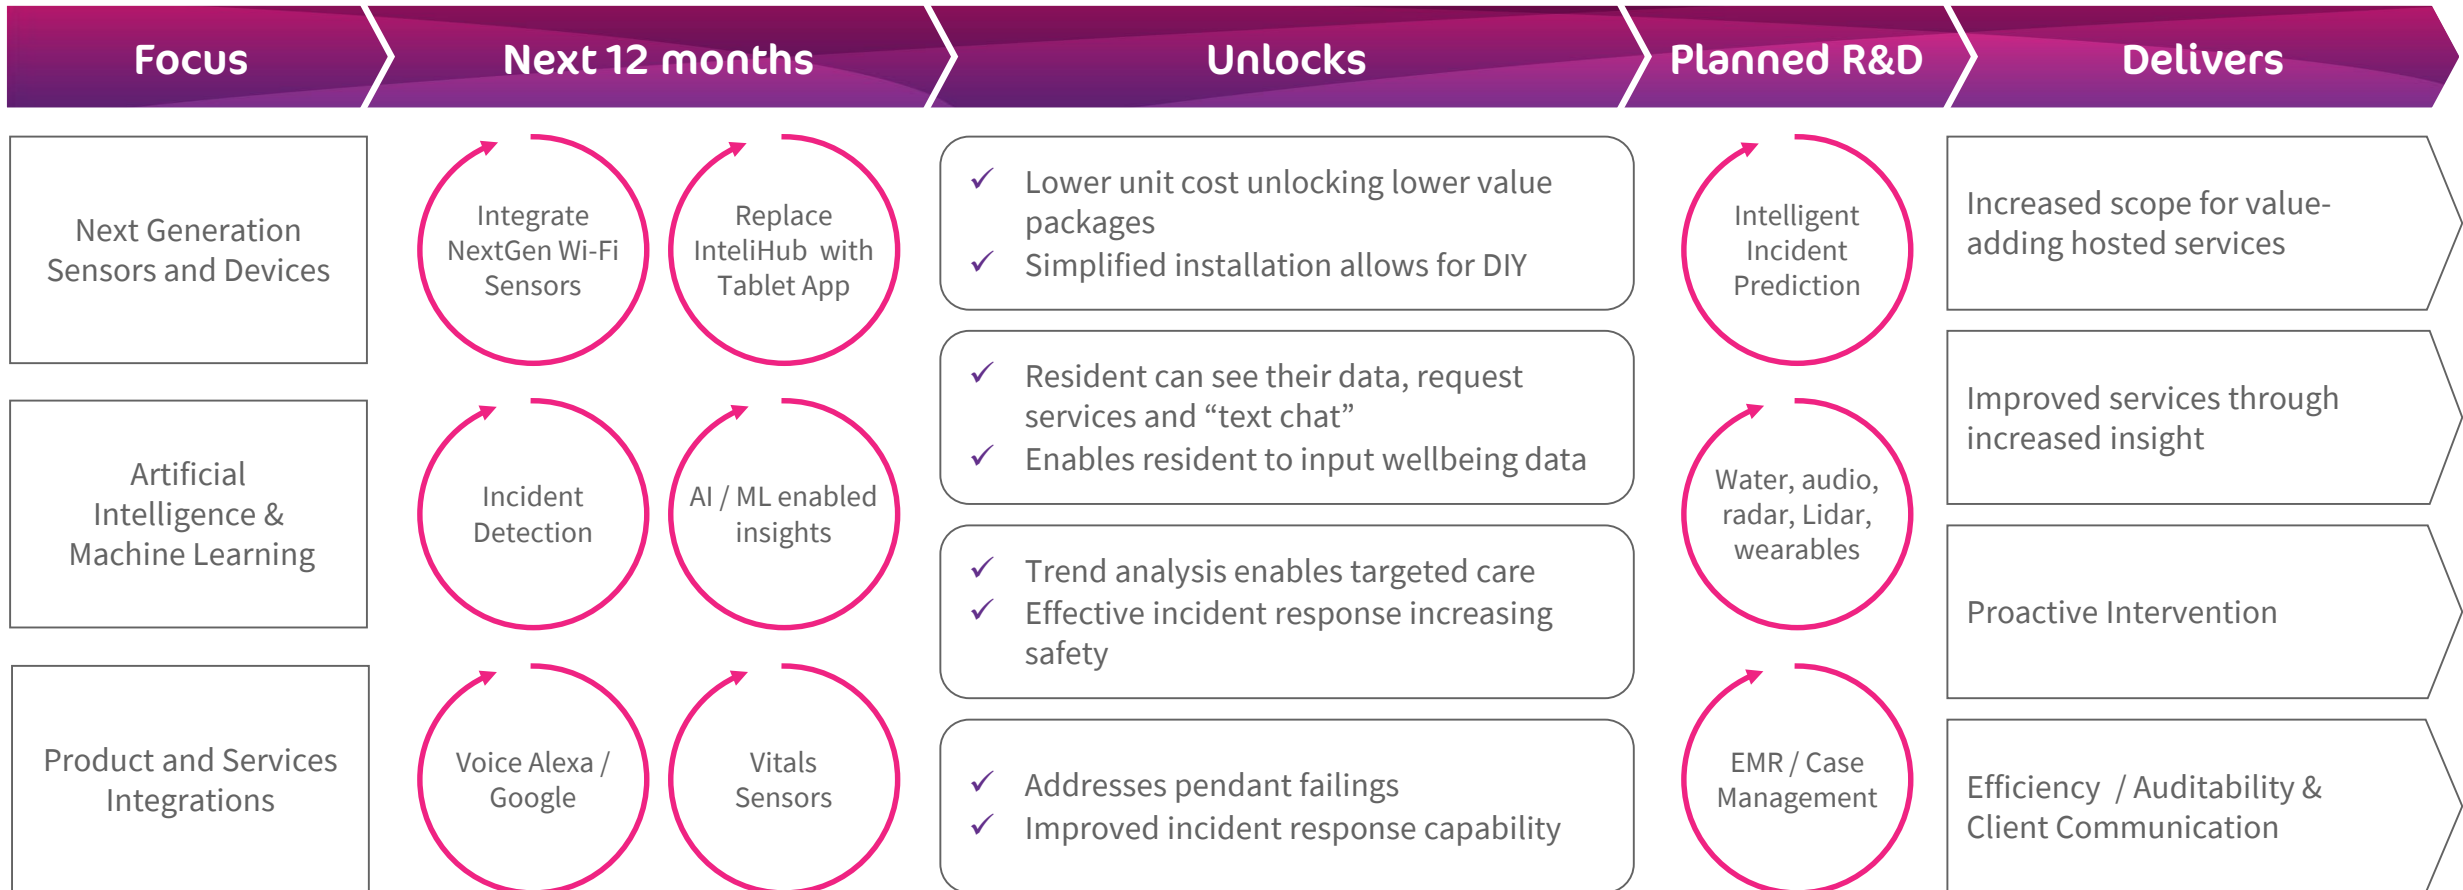 Focus
Next 12 months
Unlocks
Planned R&D
Delivers
Next Generation
Sensors and Devices
Integrate
NextGen Wi-Fi
Sensors
Replace
InteliHub with
Tablet App
✓ Lower unit cost unlocking lower value
packages
✓ Simplified installation allows for DIY
Intelligent
Incident
Prediction
Increased scope for value-
adding hosted services
✓ Resident can see their data, request
services and “text chat”
✓ Enables resident to input wellbeing data
Improved services through
increased insight
Artificial
Intelligence &
Machine Learning
Incident
Detection
AI / ML enabled
insights
✓ Trend analysis enables targeted care
✓ Effective incident response increasing
safety
Water, audio,
radar, Lidar,
wearables
Proactive Intervention
Product and Services
Integrations
Voice Alexa /
Google
Vitals
Sensors
✓ Addresses pendant failings
✓ Improved incident response capability
EMR / Case
Management
Efficiency / Auditability &
Client Communication